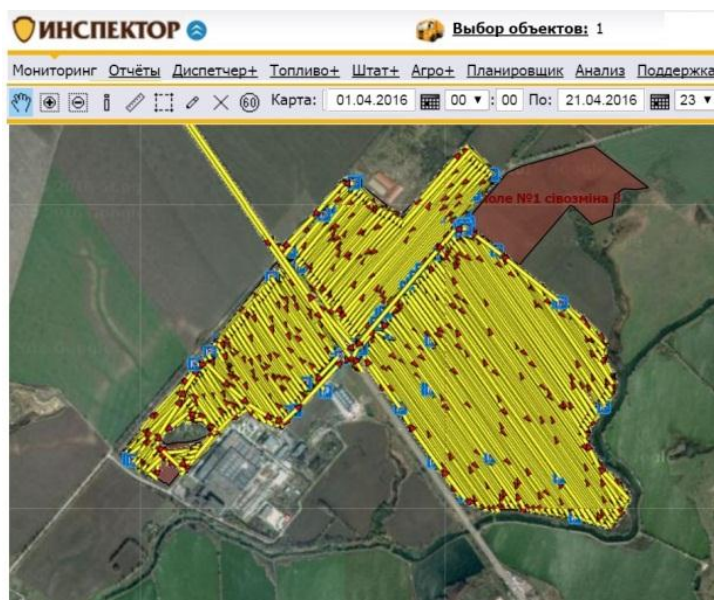 ИНСПЕКТОР
Выбор объектов: 1
Мониторинг Отчёты Диспетчер+ Топливо+ Штат+ Агро+ Планировщик Анализ Поддержка
60 Карта: 01.04.2016 00 : 00 По: 21.04.2016 23
Поле №1 сівозміна